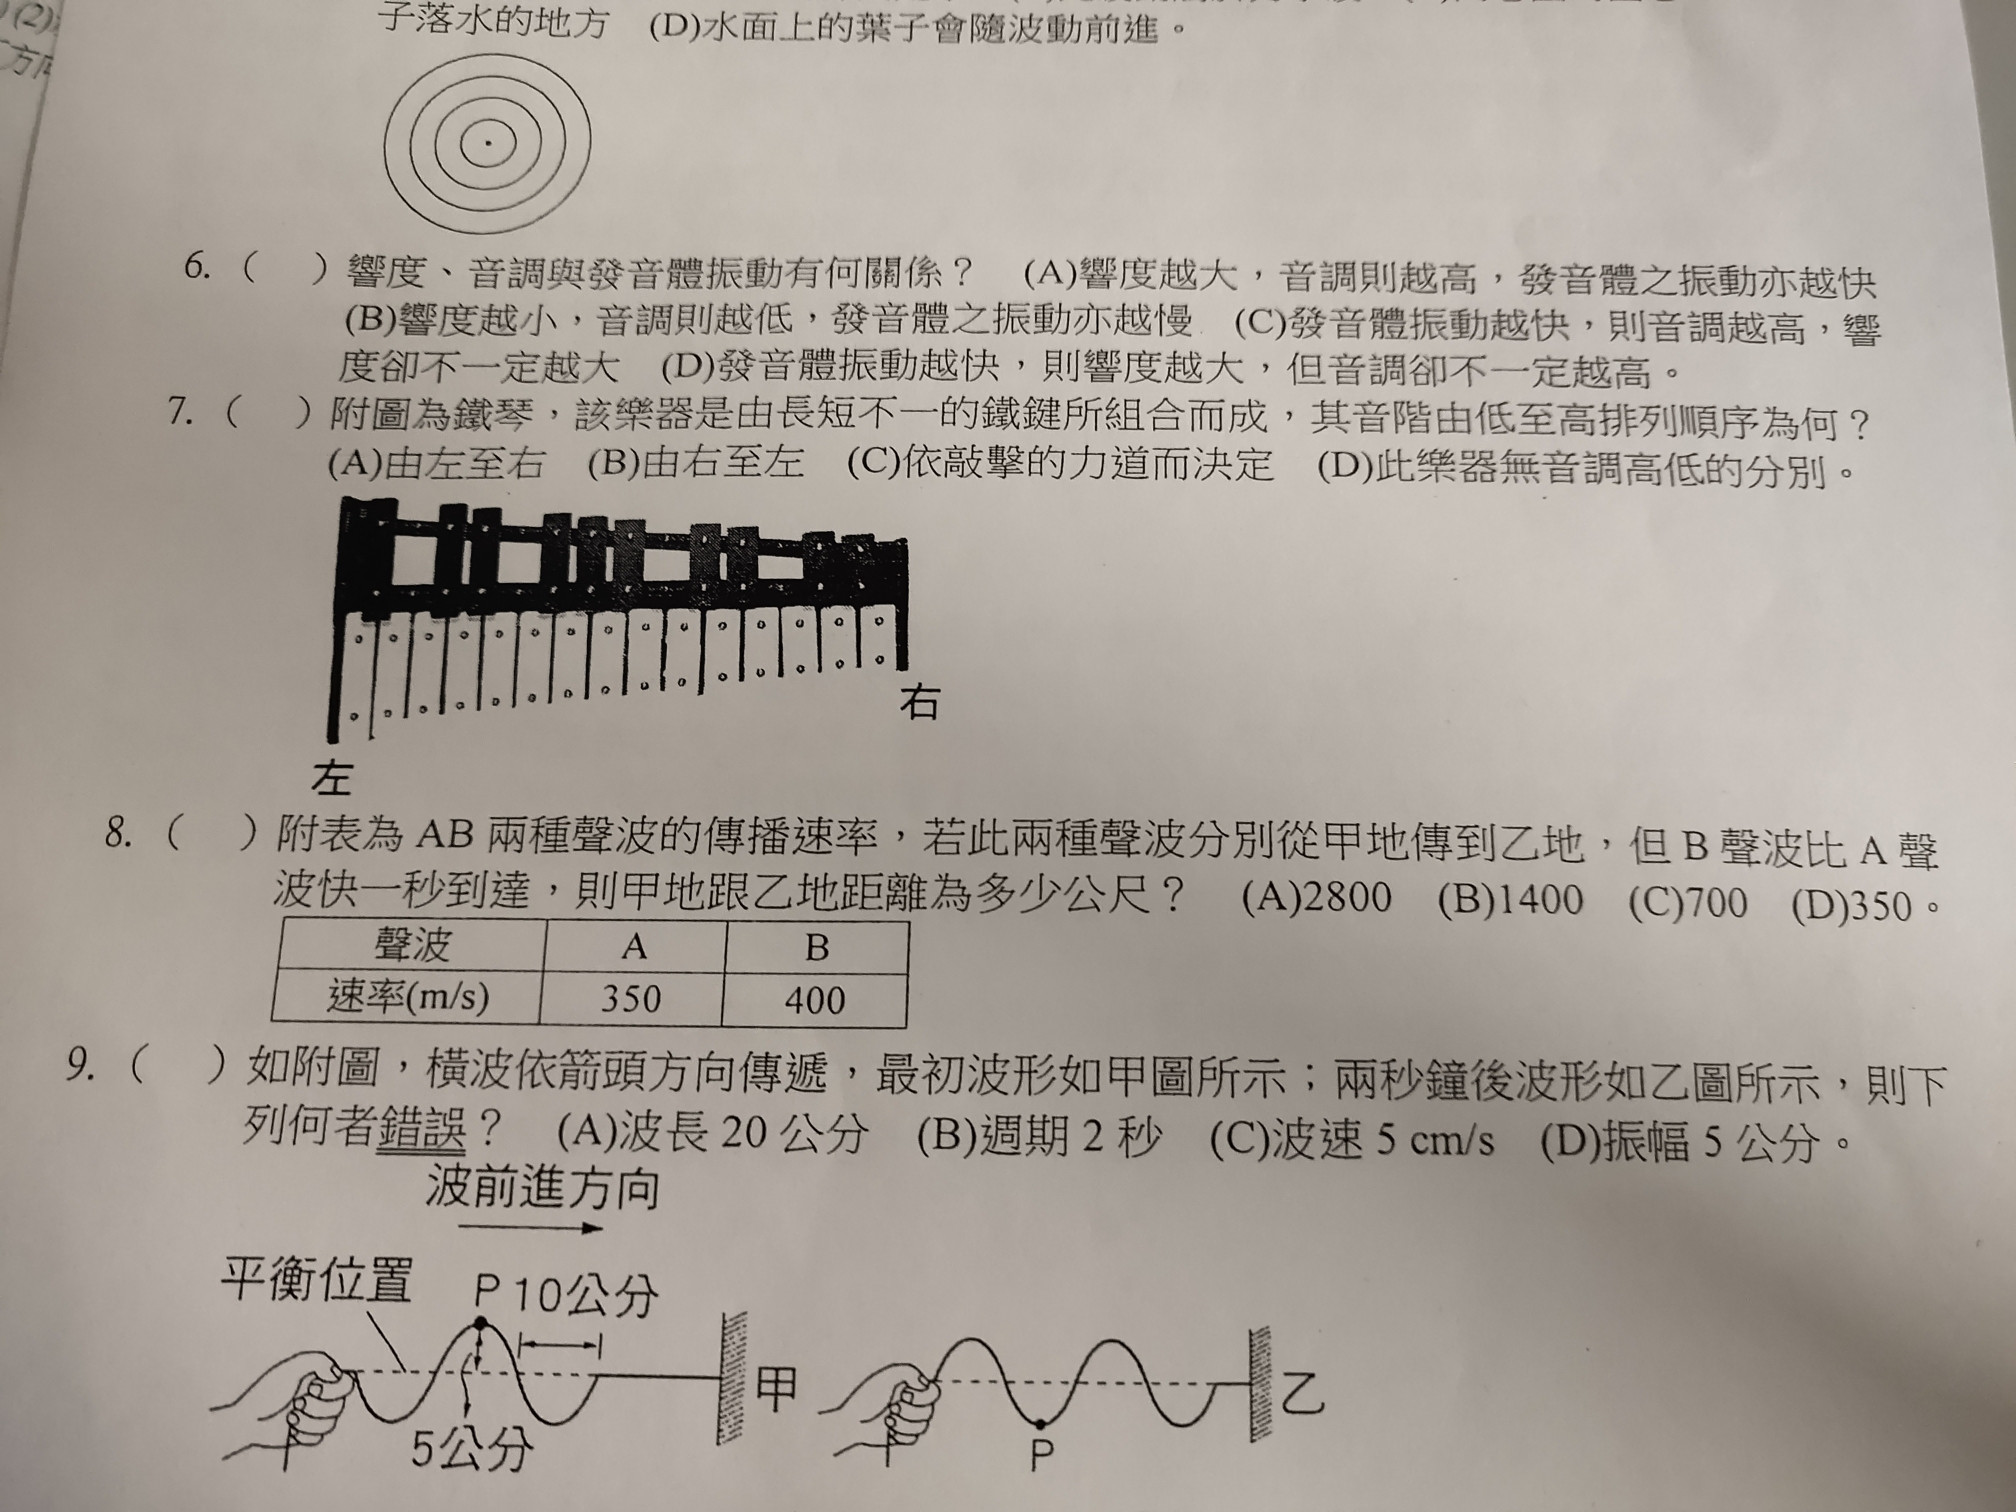 (2)
方向
子落水的地方　(D)水面上的葉子會隨波動前進。
6. (　) 響度、音調與發音體振動有何關係？　(A)響度越大，音調則越高，發音體之振動亦越快
(B)響度越小，音調則越低，發音體之振動亦越慢　(C)發音體振動越快，則音調越高，響
度卻不一定越大　(D)發音體振動越快，則響度越大，但音調卻不一定越高。
7. (　) 附圖為鐵琴，該樂器是由長短不一的鐵鍵所組合而成，其音階由低至高排列順序為何？
(A)由左至右　(B)由右至左　(C)依敲擊的力道而決定　(D)此樂器無音調高低的分別。
右
左
8. (　) 附表為 AB 兩種聲波的傳播速率，若此兩種聲波分別從甲地傳到乙地，但 B 聲波比 A 聲
波快一秒到達，則甲地跟乙地距離為多少公尺？　(A)2800　(B)1400　(C)700　(D)350。
聲波　A　B
速率(m/s)　350　400
9. (　) 如附圖，橫波依箭頭方向傳遞，最初波形如甲圖所示；兩秒鐘後波形如乙圖所示，則下
列何者錯誤？　(A)波長 20 公分　(B)週期 2 秒　(C)波速 5 cm/s　(D)振幅 5 公分。
波前進方向
平衡位置　P 10公分
甲　乙
5公分　P